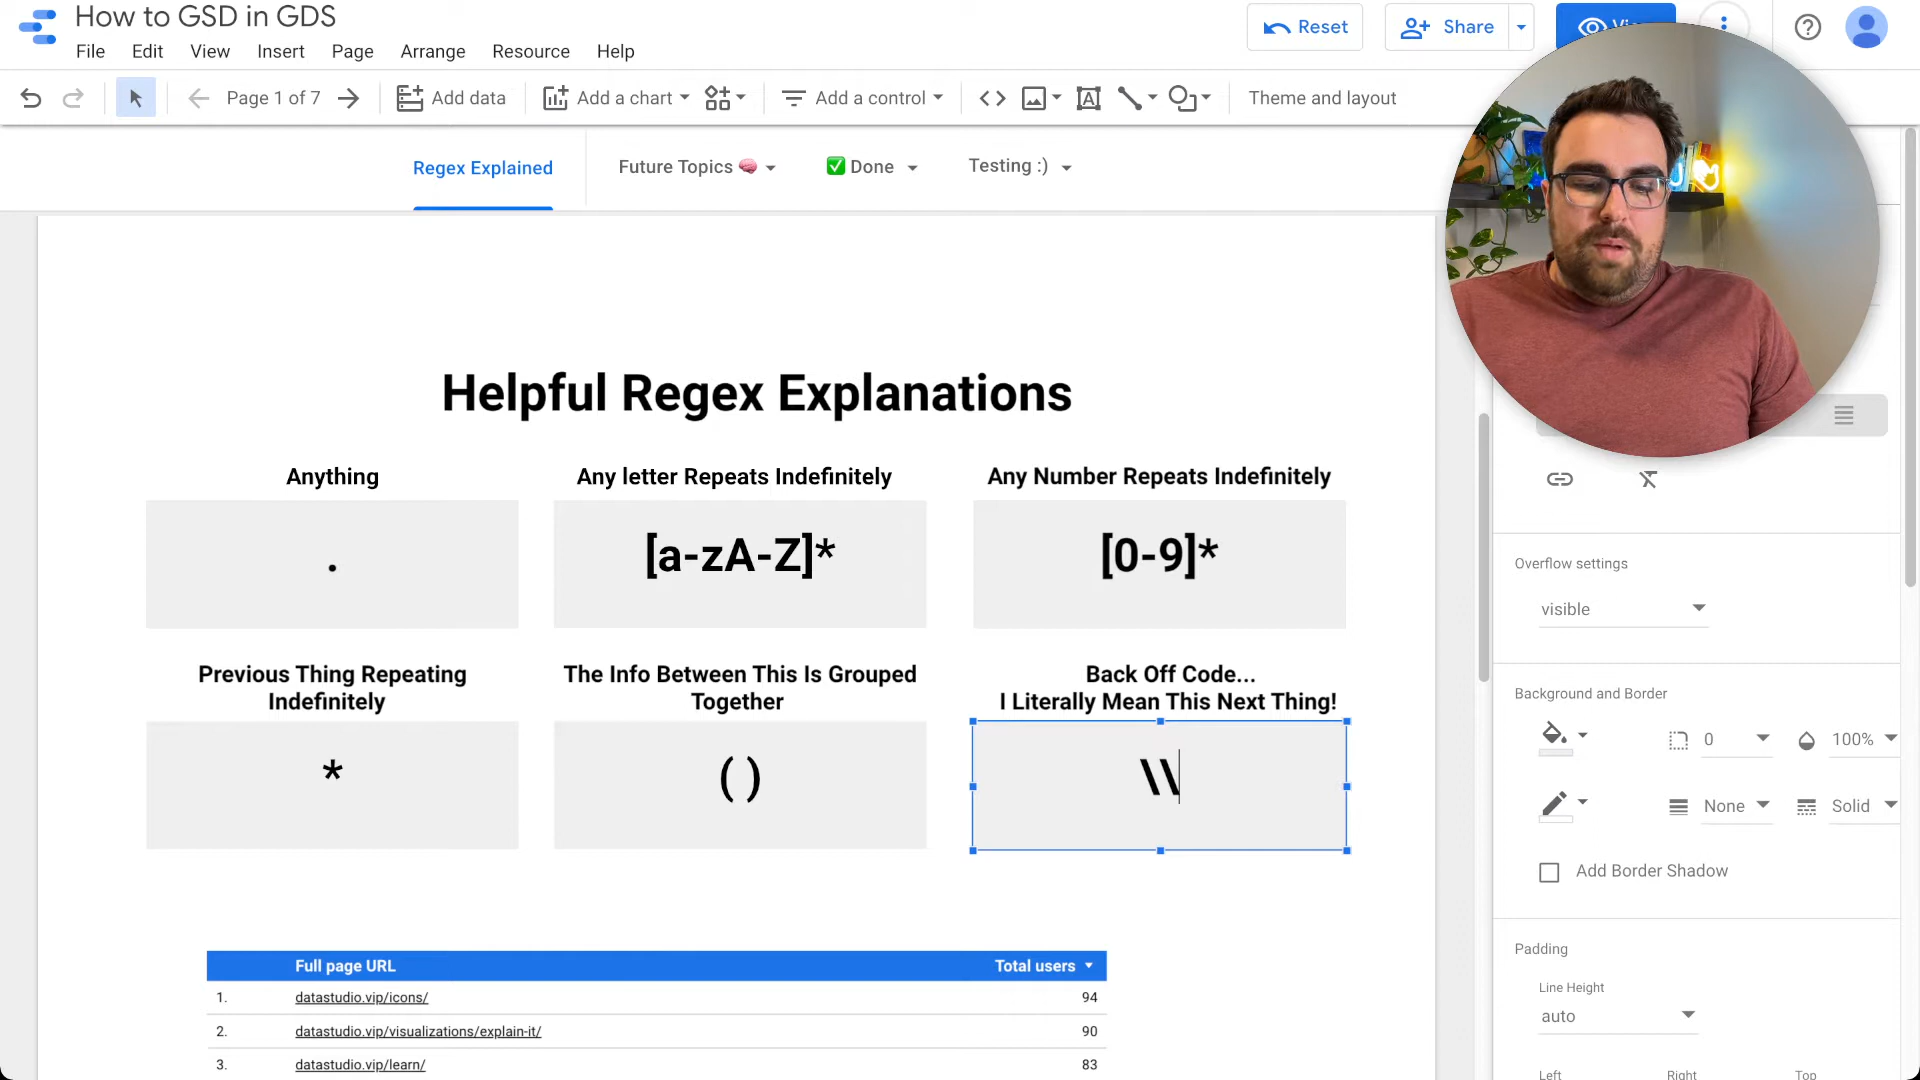 How to GSD in GDS
File Edit View Insert Page Arrange Resource Help
Reset Share
Page 1 of 7 Add data Add a chart Add a control Theme and layout
Regex Explained Future Topics 🧠 ✅ Done Testing :)
Helpful Regex Explanations
Anything
.
Any letter Repeats Indefinitely
[a-zA-Z]*
Any Number Repeats Indefinitely
[0-9]*
Previous Thing Repeating
Indefinitely
*
The Info Between This Is Grouped
Together
( )
Back Off Code...
I Literally Mean This Next Thing!
\\
Full page URL Total users
1. datastudio.vip/icons/ 94
2. datastudio.vip/visualizations/explain-it/ 90
3. datastudio.vip/learn/ 83
Overflow settings
visible
Background and Border
0 100%
None Solid
Add Border Shadow
Padding
Line Height
auto
Left Right Top